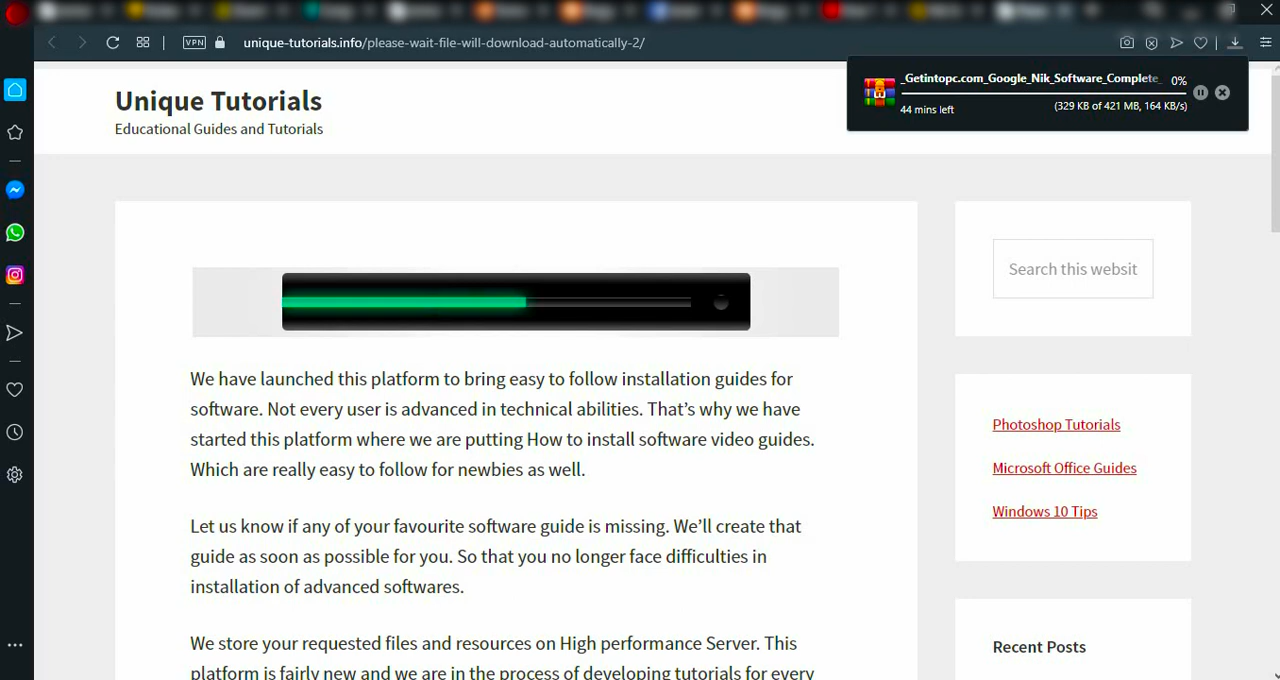 VPN
unique-tutorials.info/please-wait-file-will-download-automatically-2/
_Getintopc.com_Google_Nik_Software_Complete_ 0%
44 mins left (329 KB of 421 MB, 164 KB/s)
Unique Tutorials
Educational Guides and Tutorials
Search this websit
We have launched this platform to bring easy to follow installation guides for
software. Not every user is advanced in technical abilities. That’s why we have
started this platform where we are putting How to install software video guides.
Which are really easy to follow for newbies as well.
Let us know if any of your favourite software guide is missing. We’ll create that
guide as soon as possible for you. So that you no longer face difficulties in
installation of advanced softwares.
We store your requested files and resources on High performance Server. This
platform is fairly new and we are in the process of developing tutorials for every
Photoshop Tutorials
Microsoft Office Guides
Windows 10 Tips
Recent Posts